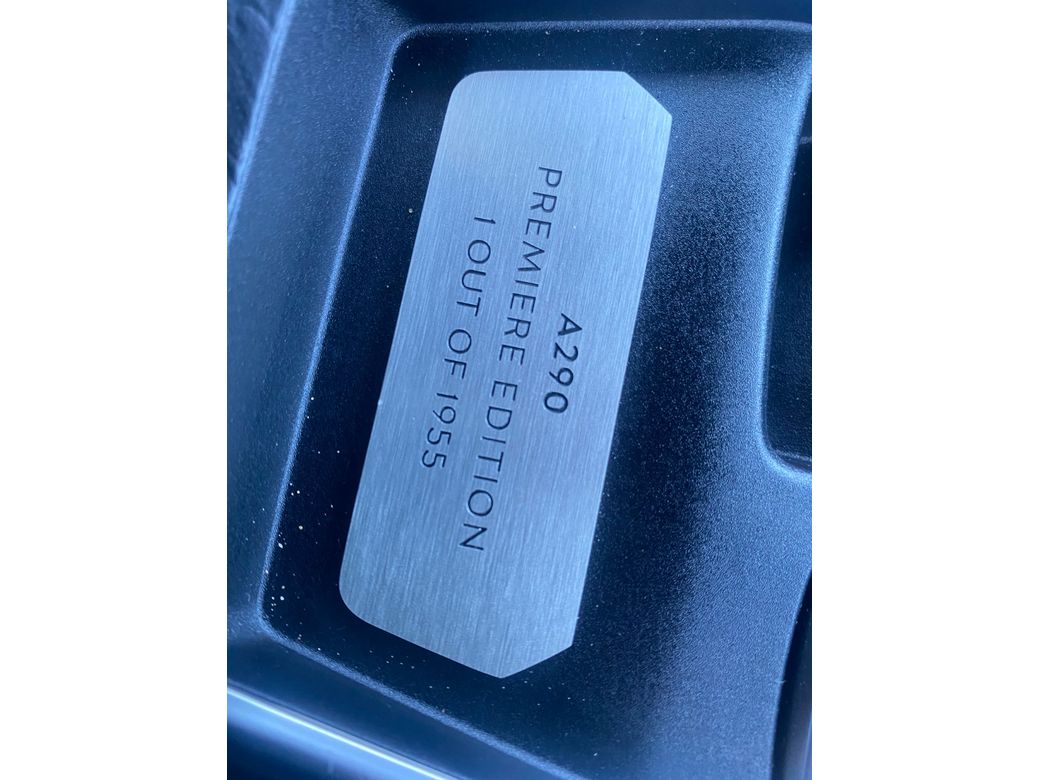 A290
PREMIERE EDITION
1 OUT OF 1955